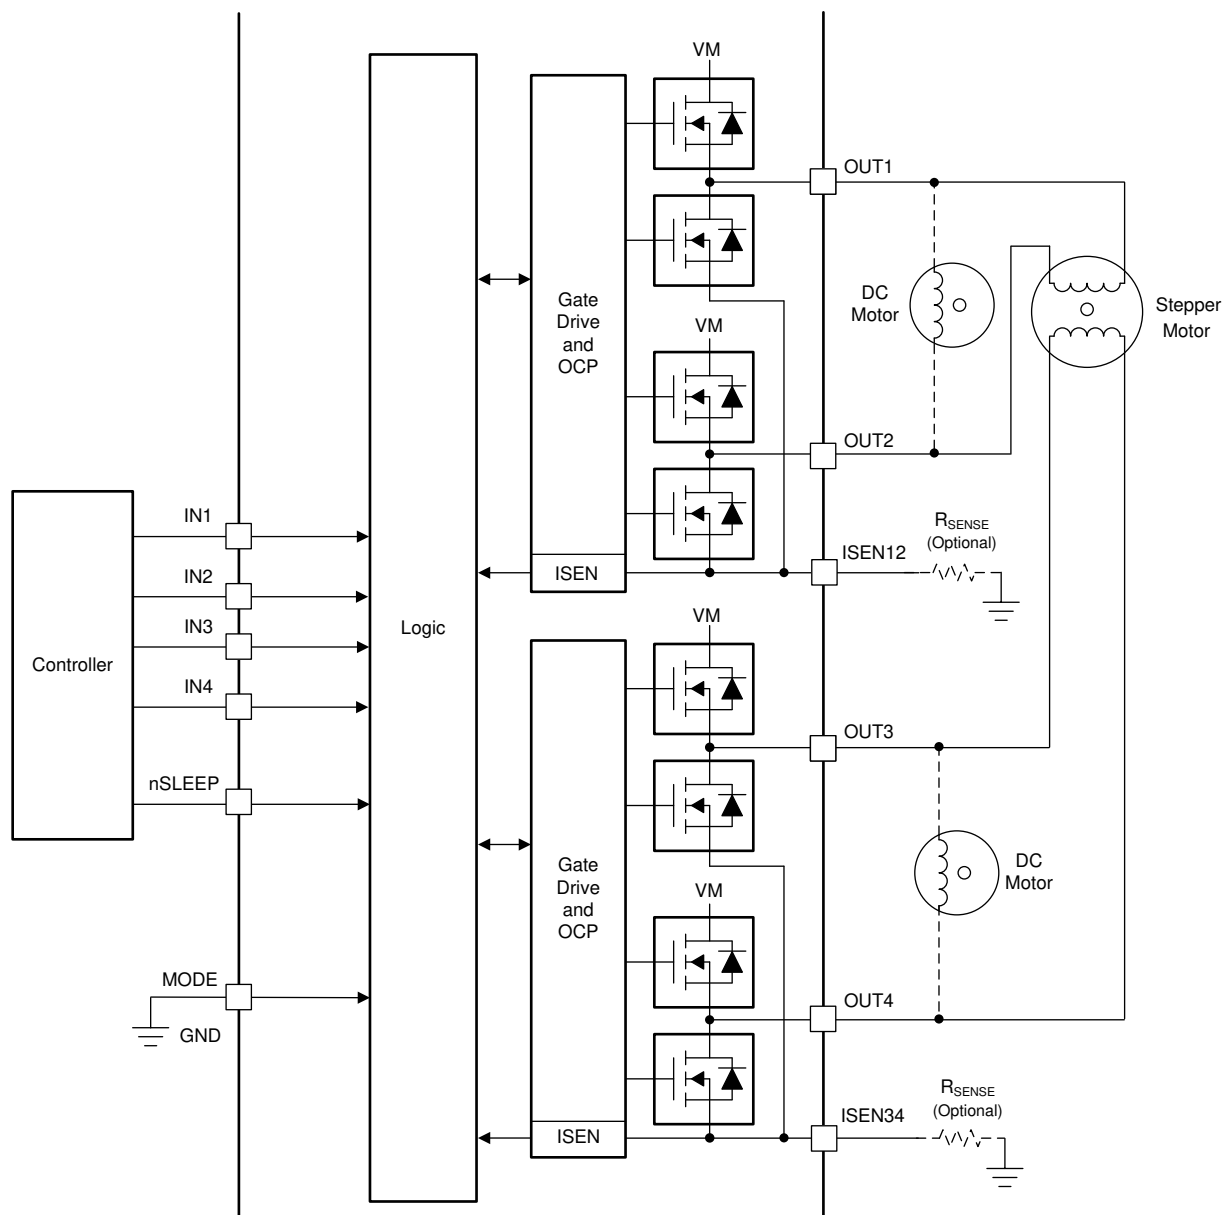 VM
OUT1
Gate
Drive
and
OCP
DC
Motor
Stepper
Motor
VM
OUT2
Controller
IN1
IN2
IN3
IN4
nSLEEP
MODE
GND
Logic
ISEN
ISEN12
RSENSE
(Optional)
VM
OUT3
Gate
Drive
and
OCP
DC
Motor
VM
OUT4
ISEN
ISEN34
RSENSE
(Optional)